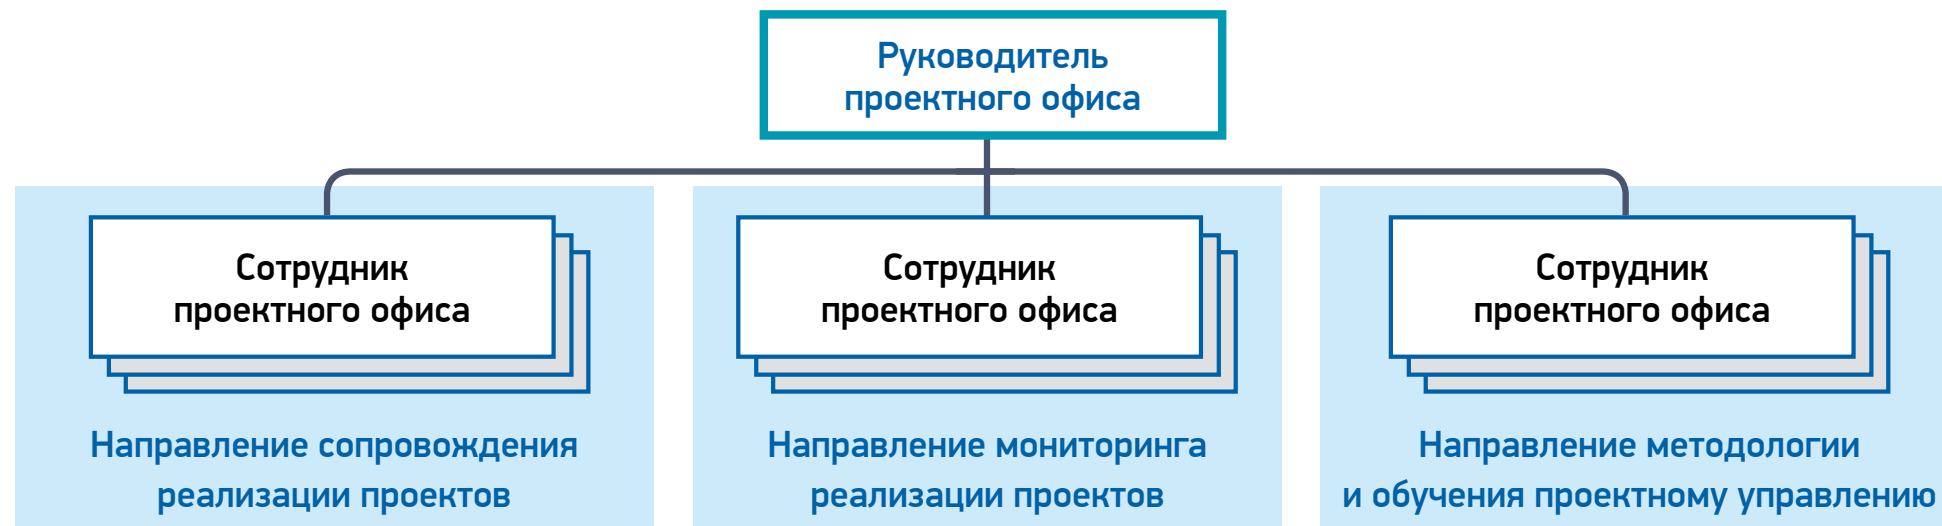 Руководитель
проектного офиса
Сотрудник
проектного офиса
Направление сопровождения
реализации проектов
Сотрудник
проектного офиса
Направление мониторинга
реализации проектов
Сотрудник
проектного офиса
Направление методологии
и обучения проектному управлению